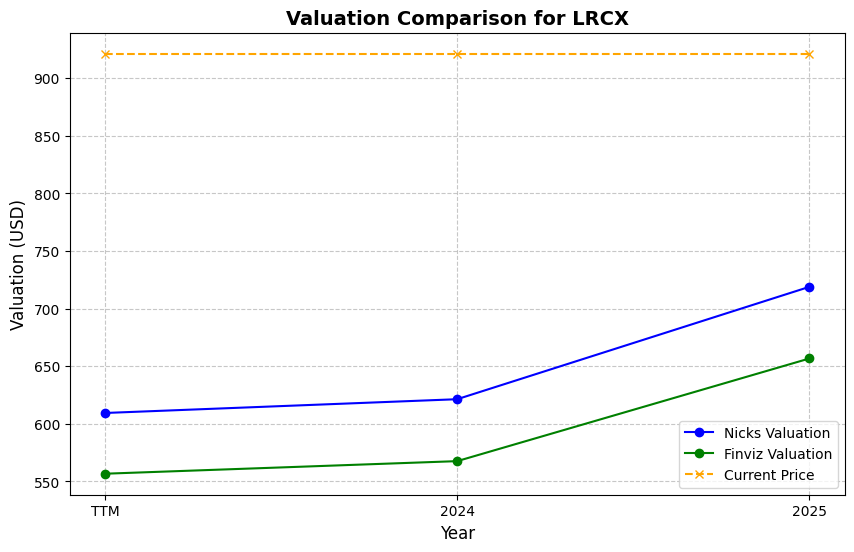 Valuation Comparison for LRCX
Valuation (USD)
900
850
800
750
700
650
600
550
TTM
2024
2025
Year
Nicks Valuation
Finviz Valuation
Current Price